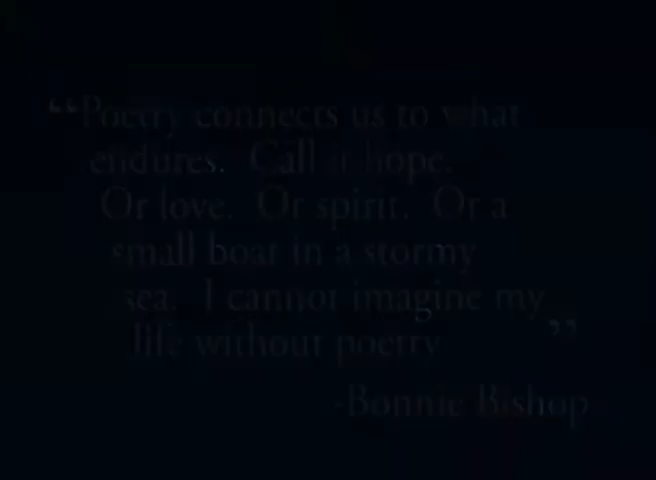 “Poetry connects us to what
endures. Call it hope.
Or love. Or spirit. Or a
small boat in a stormy
sea. I cannot imagine my
life without poetry ”
-Bonnie Bishop